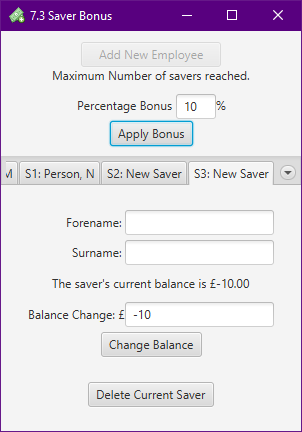 7.3 Saver Bonus
Add New Employee
Maximum Number of savers reached.
Percentage Bonus 10 %
Apply Bonus
M S1: Person, N S2: New Saver S3: New Saver
Forename:
Surname:
The saver's current balance is £-10.00
Balance Change: £ -10
Change Balance
Delete Current Saver